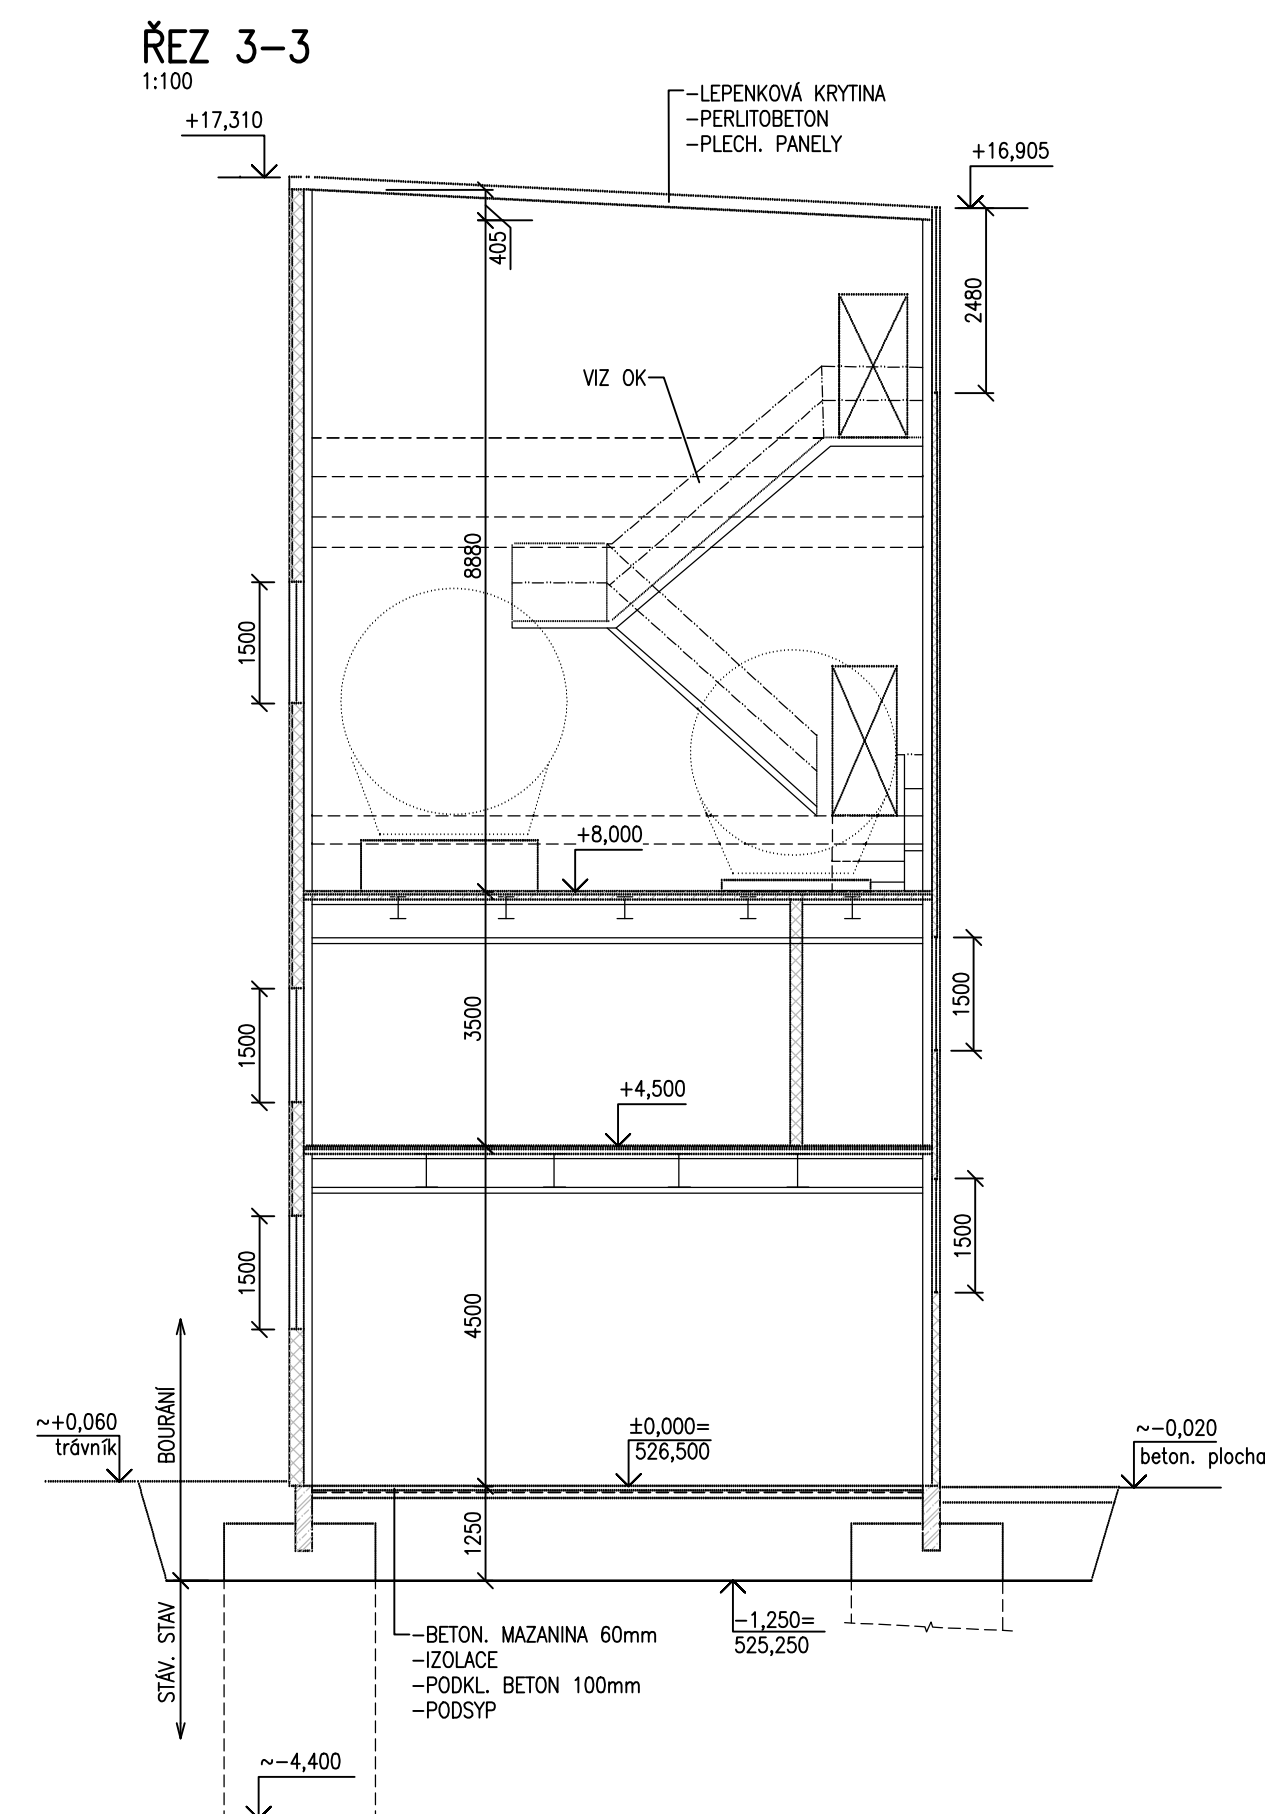 ŘEZ 3-3
1:100
+17,310
-LEPENKOVÁ KRYTINA
-PERLITOBETON
-PLECH. PANELY
+16,905
405
2480
VIZ OK
8880
1500
+8,000
3500
1500
1500
+4,500
1500
1500
4500
BOURÁNÍ
~+0,060
trávník
±0,000=
526,500
~-0,020
beton. plocha
1250
STÁV. STAV
-1,250=
525,250
-BETON. MAZANINA 60mm
-IZOLACE
-PODKL. BETON 100mm
-PODSYP
~-4,400